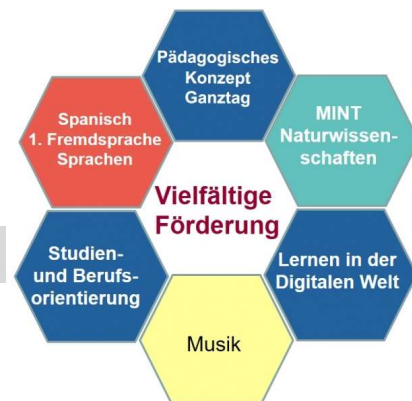 Pädagogisches
Konzept
Ganztag
Spanisch
1. Fremdsprache
Sprachen
MINT
Naturwissen-
schaften
Vielfältige
Förderung
Studien-
und Berufs-
orientierung
Lernen in der
Digitalen Welt
Musik